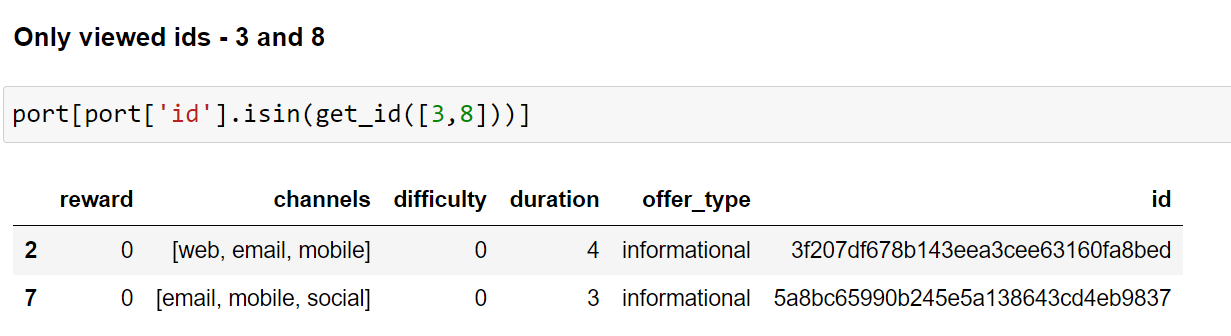 Only viewed ids - 3 and 8
port[port['id'].isin(get_id([3,8]))]
reward channels difficulty duration offer_type id
2 0 [web, email, mobile] 0 4 informational 3f207df678b143eea3cee63160fa8bed
7 0 [email, mobile, social] 0 3 informational 5a8bc65990b245e5a138643cd4eb9837